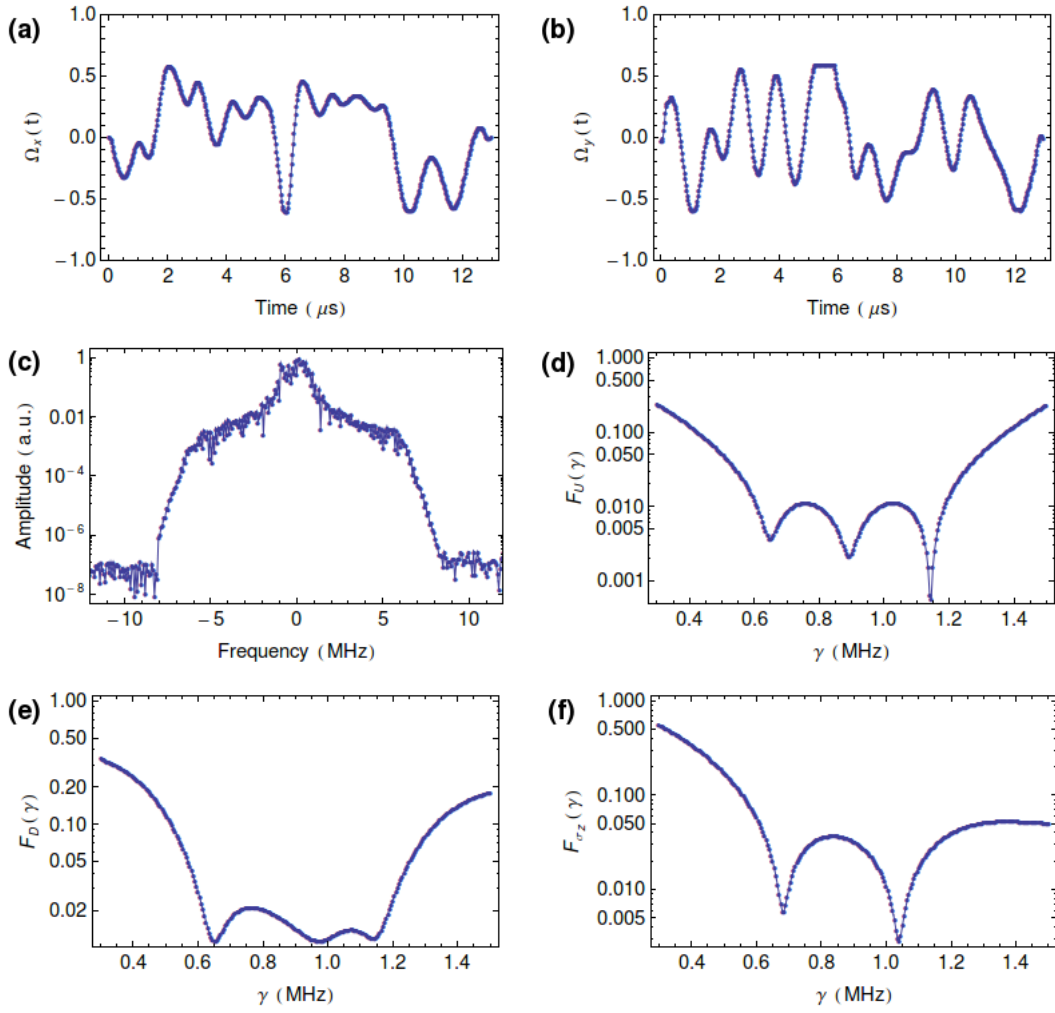 (a)
1.0
0.5
0.0
−0.5
−1.0
Ωx(t)
0 2 4 6 8 10 12
Time (μs)
(b)
1.0
0.5
0.0
−0.5
−1.0
Ωy(t)
0 2 4 6 8 10 12
Time (μs)
(c)
1
0.01
10⁻⁴
10⁻⁶
10⁻⁸
Amplitude (a.u.)
−10 −5 0 5 10
Frequency (MHz)
(d)
1.000
0.500
0.100
0.050
0.010
0.005
0.001
F_U(γ)
0.4 0.6 0.8 1.0 1.2 1.4
γ (MHz)
(e)
1.00
0.50
0.20
0.10
0.05
0.02
F_D(γ)
0.4 0.6 0.8 1.0 1.2 1.4
γ (MHz)
(f)
1.000
0.500
0.100
0.050
0.010
0.005
F_σz(γ)
0.4 0.6 0.8 1.0 1.2 1.4
γ (MHz)